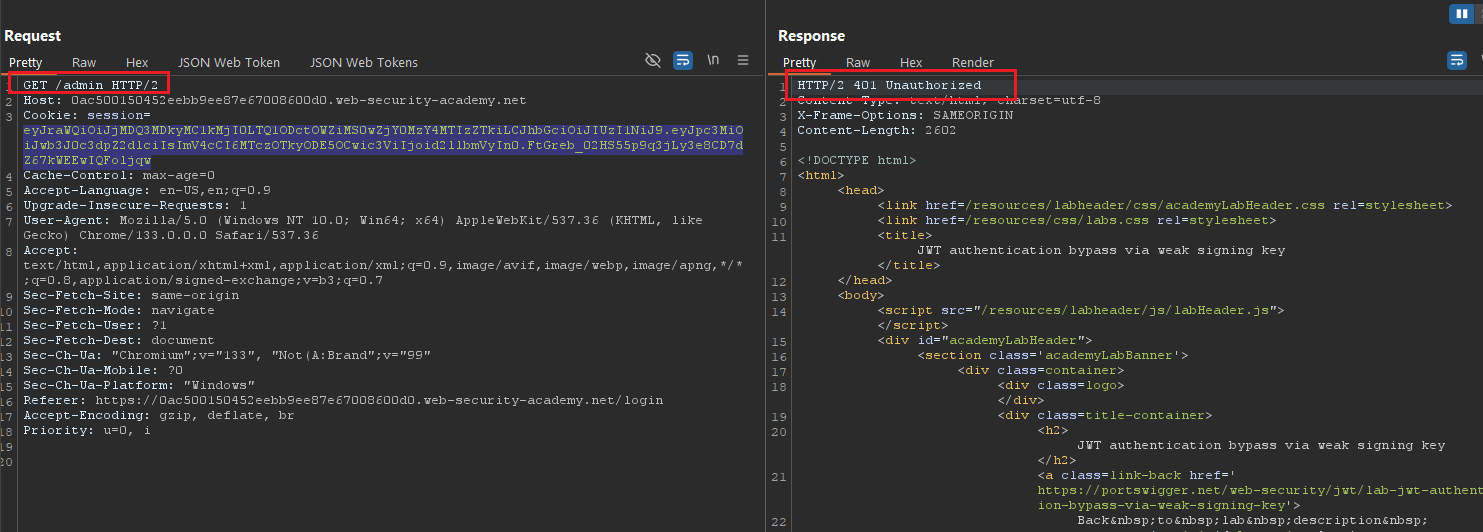 Request
Pretty Raw Hex JSON Web Token JSON Web Tokens \n
1 GET /admin HTTP/2
2 Host: 0ac500150452eebb9ee87e67008600d0.web-security-academy.net
3 Cookie: session=
4 Cache-Control: max-age=0
5 Accept-Language: en-US,en;q=0.9
6 Upgrade-Insecure-Requests: 1
7 User-Agent: Mozilla/5.0 (Windows NT 10.0; Win64; x64) AppleWebKit/537.36 (KHTML, like
Gecko) Chrome/133.0.0.0 Safari/537.36
8 Accept:
text/html,application/xhtml+xml,application/xml;q=0.9,image/avif,image/webp,image/apng,*/*
;q=0.8,application/signed-exchange;v=b3;q=0.7
9 Sec-Fetch-Site: same-origin
10 Sec-Fetch-Mode: navigate
11 Sec-Fetch-User: ?1
12 Sec-Fetch-Dest: document
13 Sec-Ch-Ua: "Chromium";v="133", "Not(A:Brand";v="99"
14 Sec-Ch-Ua-Mobile: ?0
15 Sec-Ch-Ua-Platform: "Windows"
16 Referer: https://0ac500150452eebb9ee87e67008600d0.web-security-academy.net/login
17 Accept-Encoding: gzip, deflate, br
18 Priority: u=0, i
19
20
Response
Pretty Raw Hex Render
1 HTTP/2 401 Unauthorized
2 Content-Type: text/html; charset=utf-8
3 X-Frame-Options: SAMEORIGIN
4 Content-Length: 2602
5
6 <!DOCTYPE html>
7 <html>
8 <head>
9 <link href=/resources/labheader/css/academyLabHeader.css rel=stylesheet>
10 <link href=/resources/css/labs.css rel=stylesheet>
11 <title>
JWT authentication bypass via weak signing key
</title>
12 </head>
13 <body>
14 <script src="/resources/labheader/js/labHeader.js">
</script>
15 <div id="academyLabHeader">
16 <section class='academyLabBanner'>
17 <div class=container>
18 <div class=logo>
</div>
19 <div class=title-container>
20 <h2>
JWT authentication bypass via weak signing key
</h2>
21 <a class=link-back href='
https://portswigger.net/web-security/jwt/lab-jwt-authent
ion-bypass-via-weak-signing-key'>
22 Back&nbsp;to&nbsp;lab&nbsp;description&nbsp;